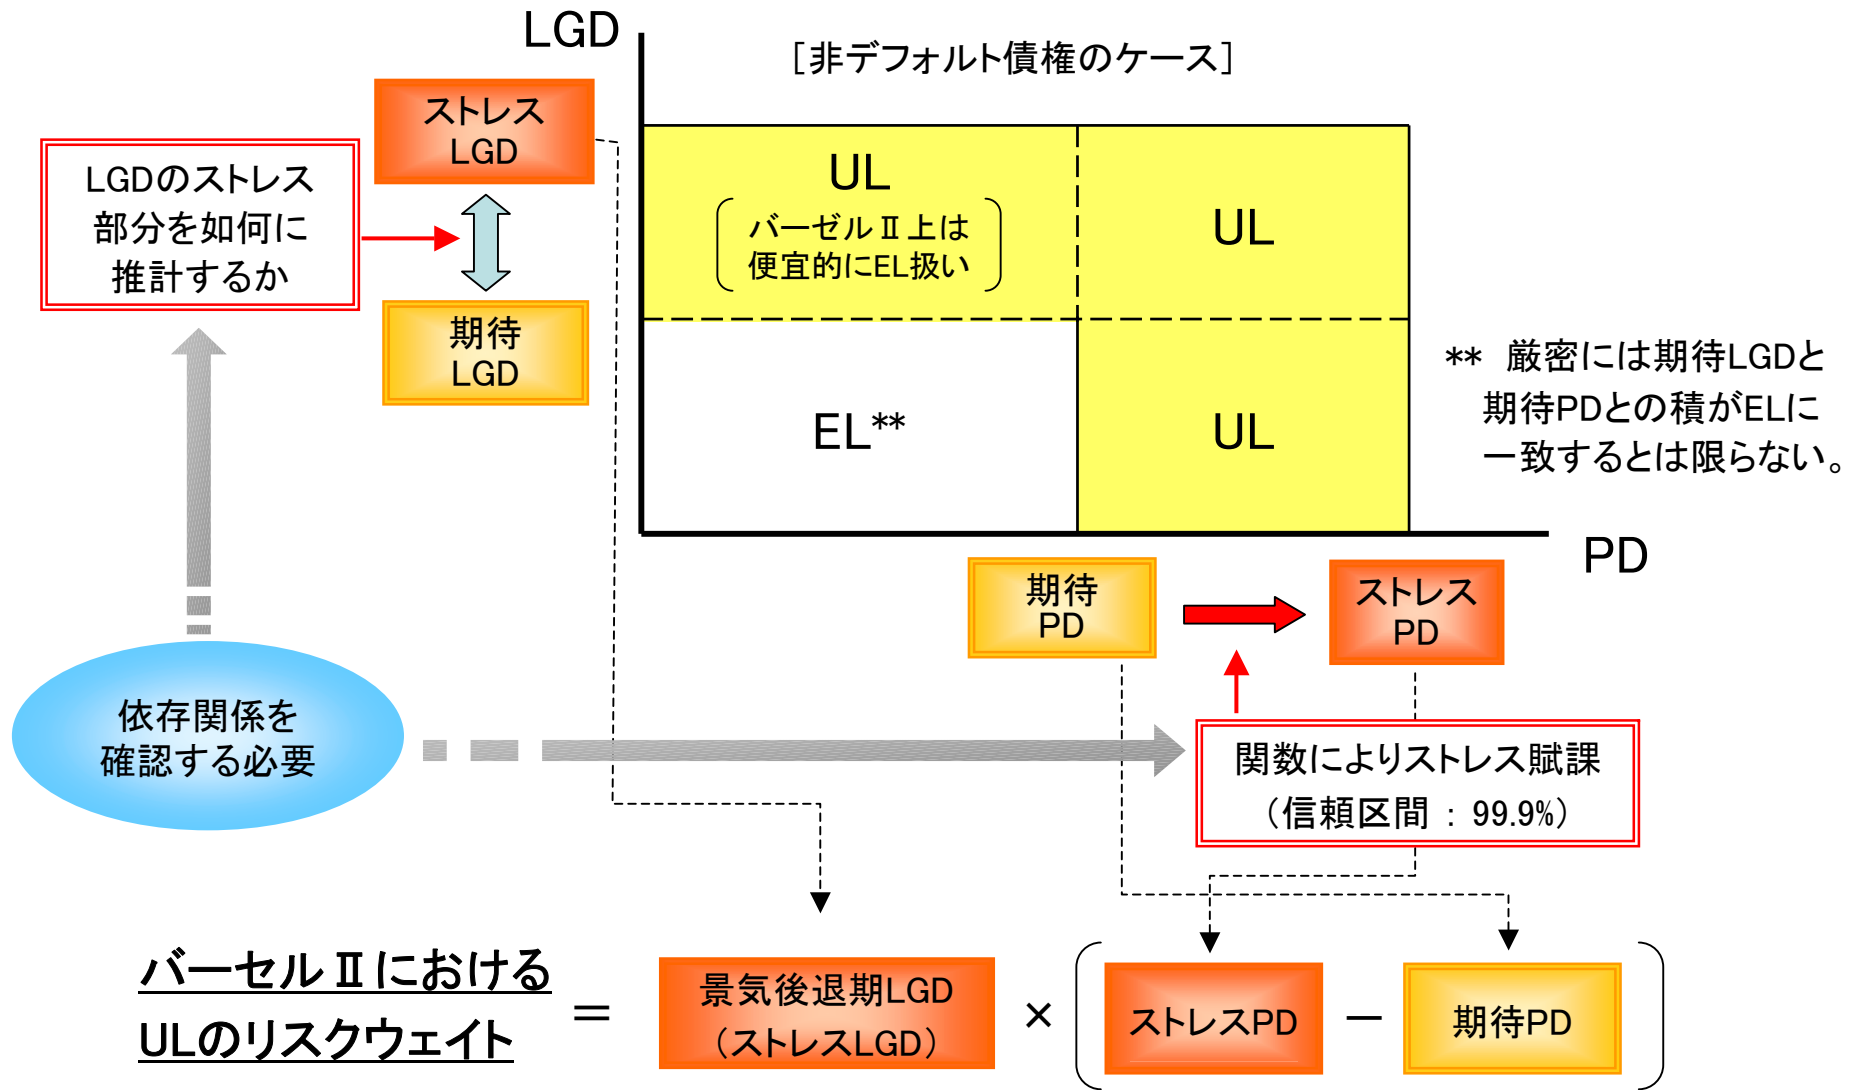 LGD
［非デフォルト債権のケース］
ストレス
LGD
LGDのストレス
部分を如何に
推計するか
期待
LGD
UL
バーゼルⅡ上は
便宜的にEL扱い
UL
EL**
UL
** 厳密には期待LGDと
期待PDとの積がELに
一致するとは限らない。
PD
期待
PD
ストレス
PD
依存関係を
確認する必要
関数によりストレス賦課
（信頼区間：99.9%）
バーセルⅡにおける
ULのリスクウェイト
＝
景気後退期LGD
（ストレスLGD）
×
ストレスPD
－
期待PD